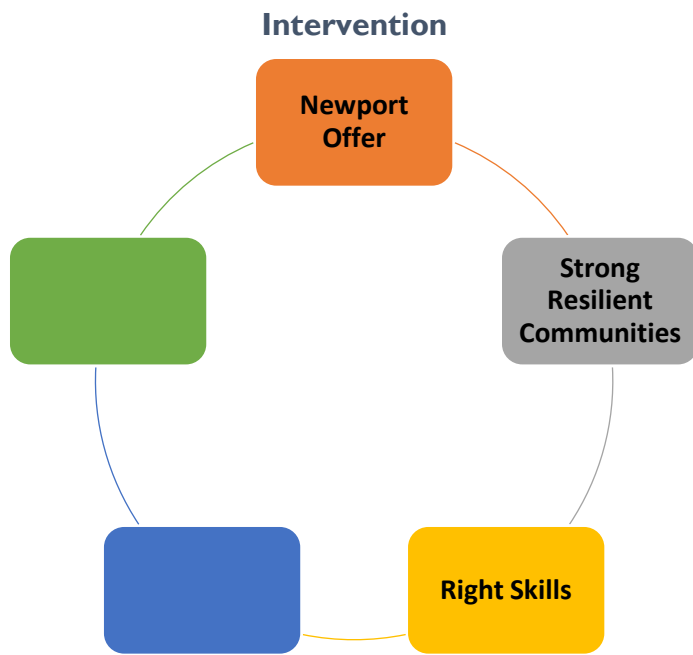 Intervention
Newport
Offer
Strong
Resilient
Communities
Right Skills